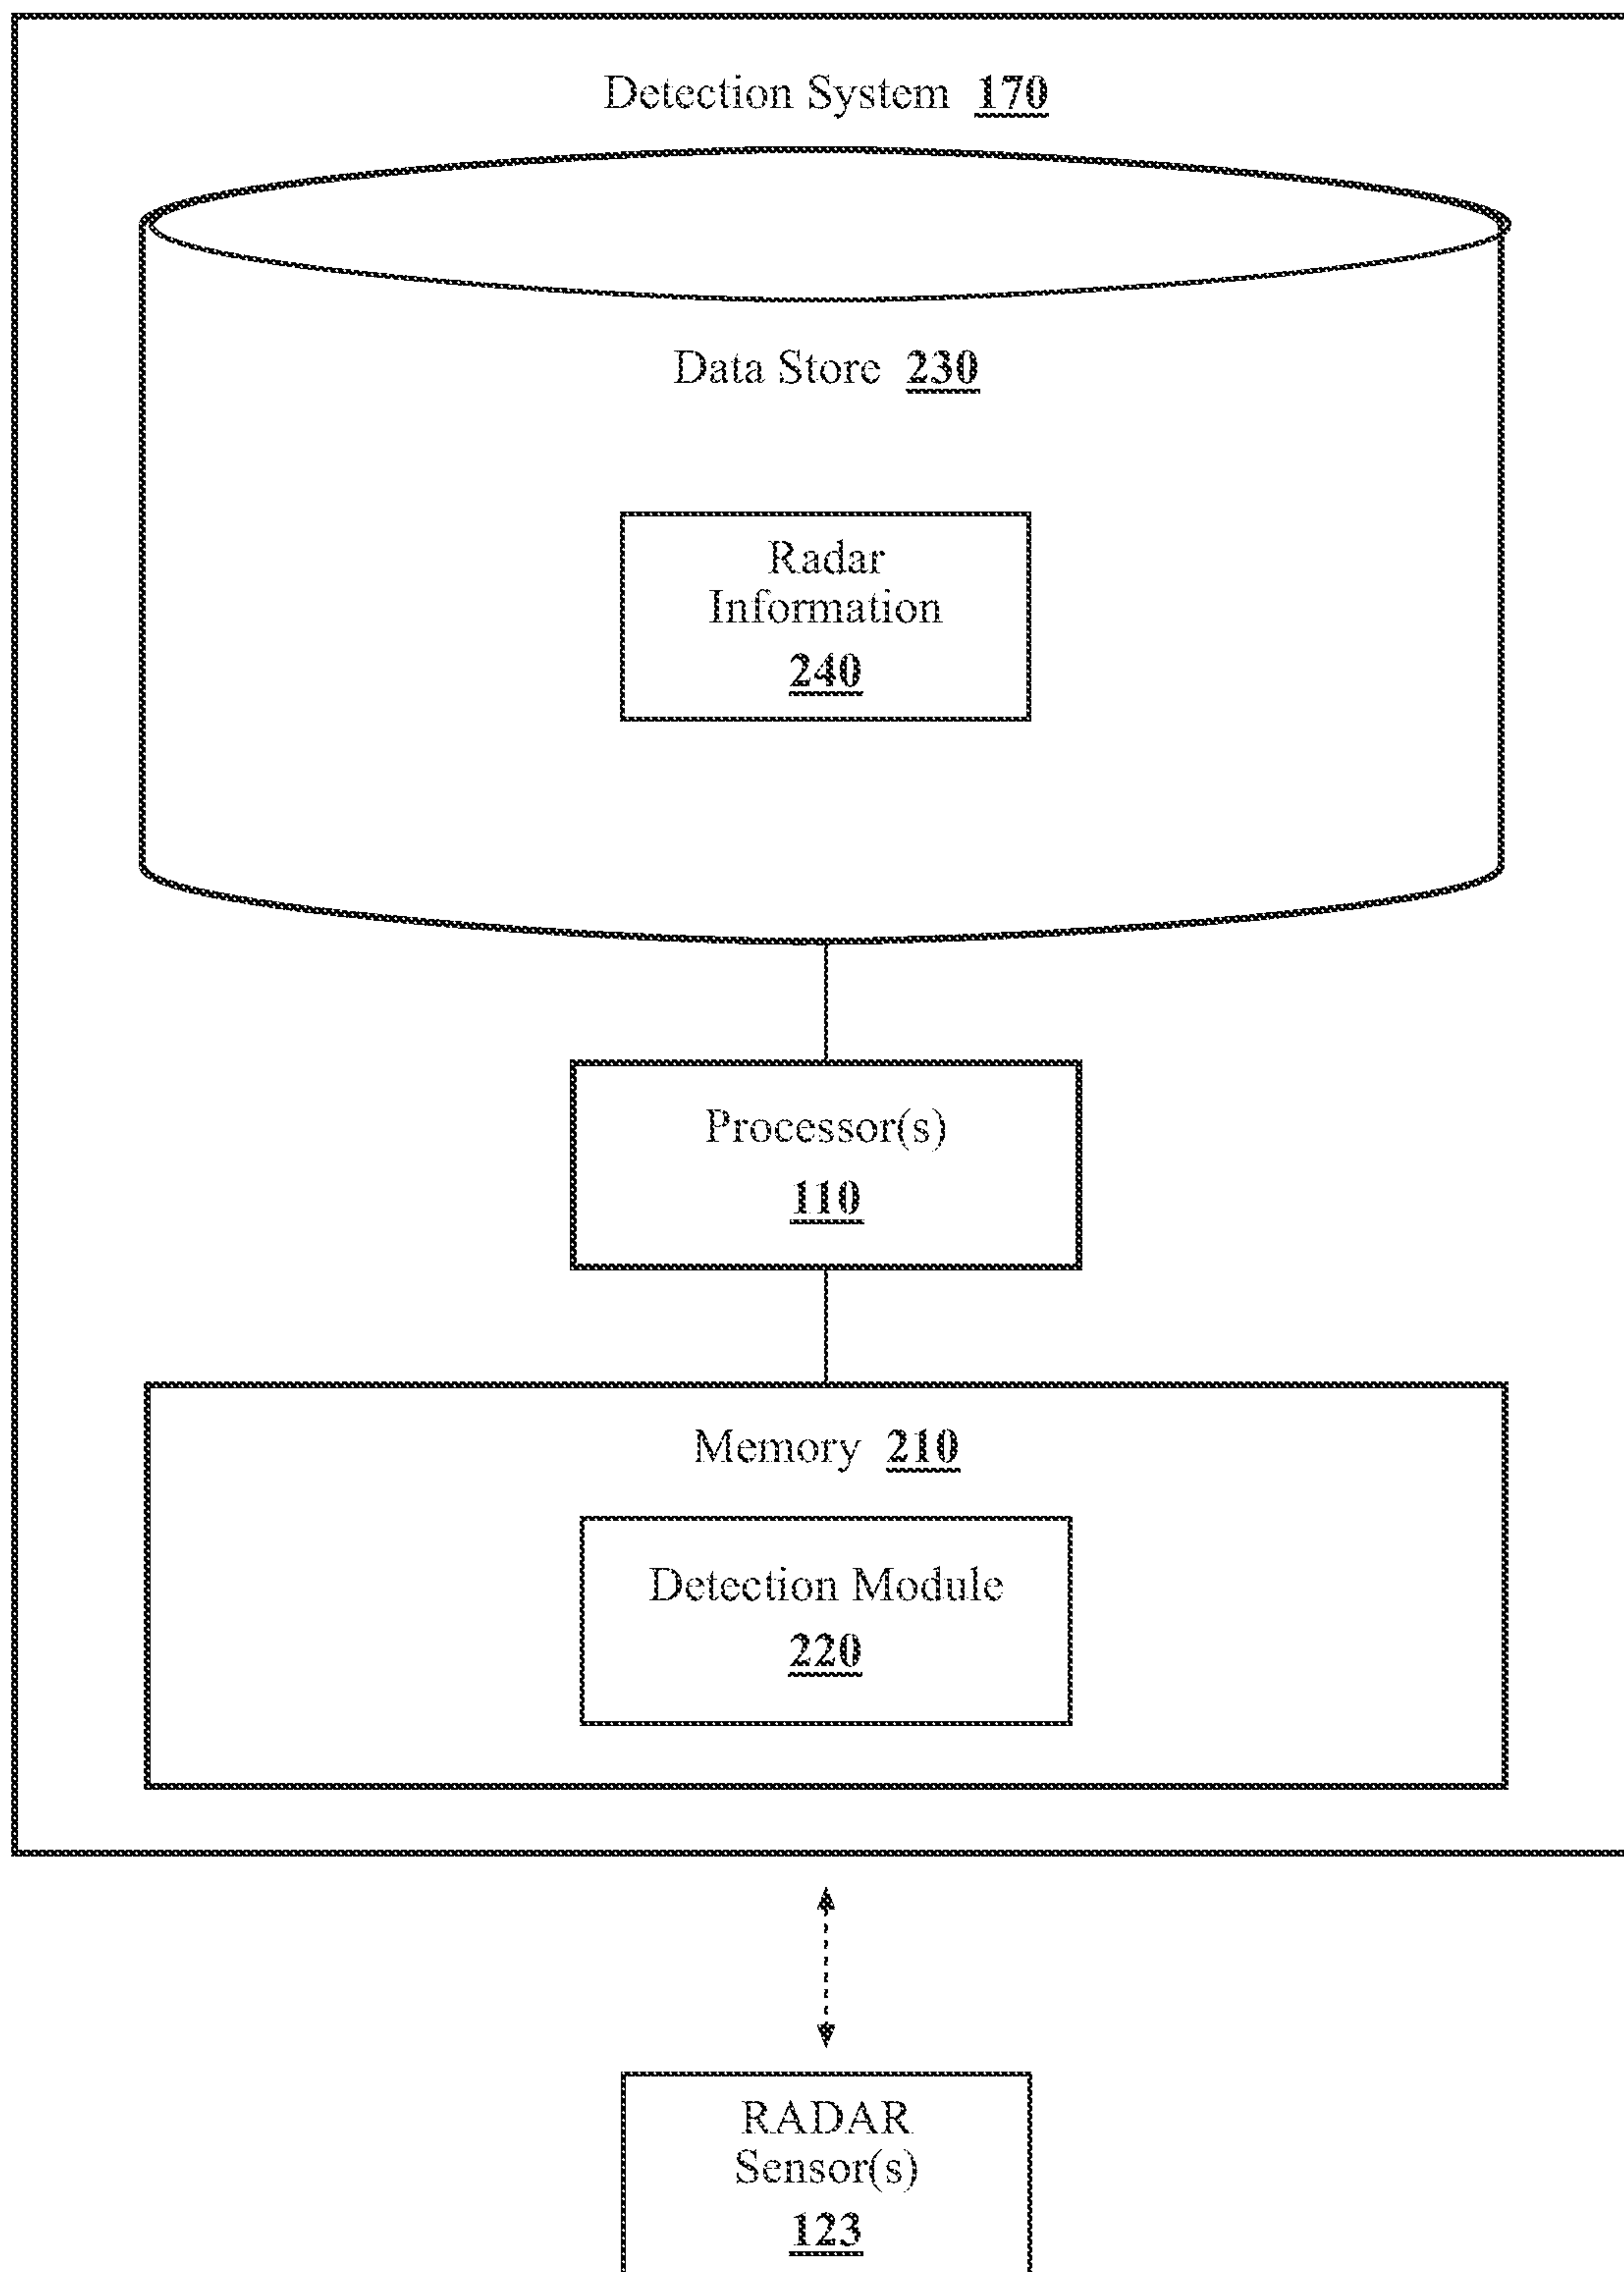 Detection System 170
Data Store 230
Radar
Information
240
Processor(s)
110
Memory 210
Detection Module
220
RADAR
Sensor(s)
123